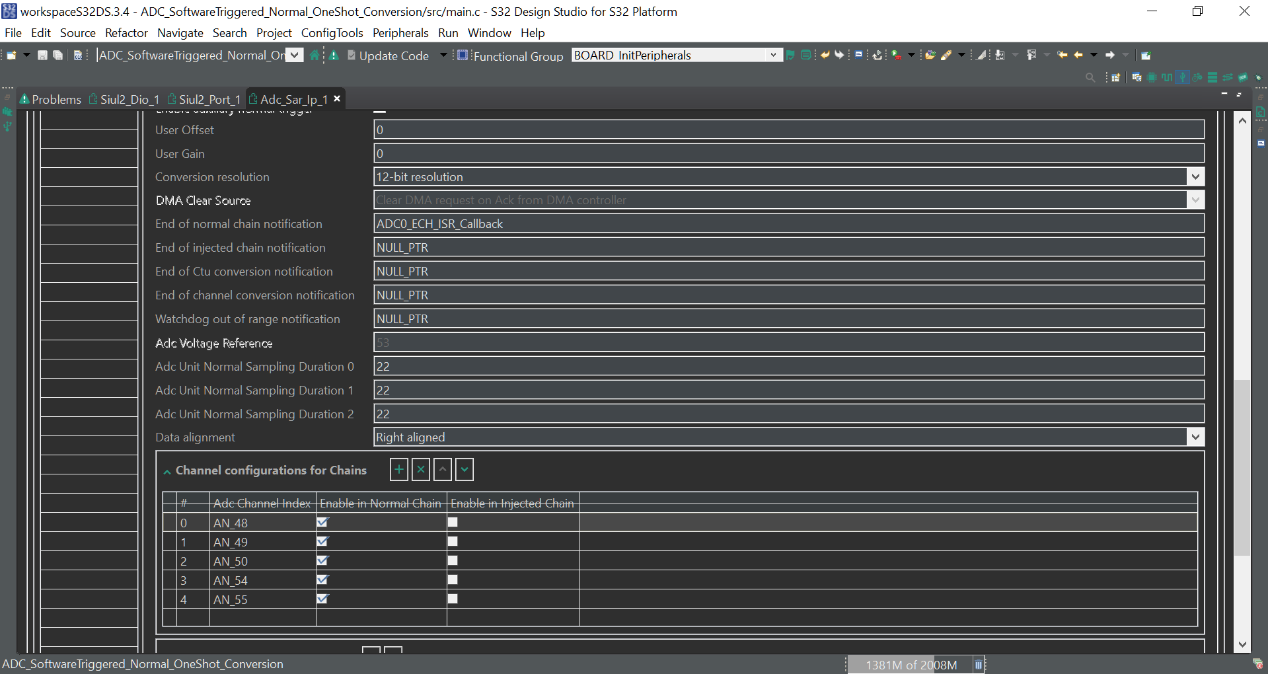 workspaceS32DS.3.4 - ADC_SoftwareTriggered_Normal_OneShot_Conversion/src/main.c - S32 Design Studio for S32 Platform
File Edit Source Refactor Navigate Search Project ConfigTools Peripherals Run Window Help
ADC_SoftwareTriggered_Normal_Or Update Code Functional Group BOARD_InitPeripherals
Problems Siul2_Dio_1 Siul2_Port_1 Adc_Sar_Ip_1
Enable auxiliary normal trigger
User Offset 0
User Gain 0
Conversion resolution 12-bit resolution
DMA Clear Source Clear DMA request on Ack from DMA controller
End of normal chain notification ADC0_ECH_ISR_Callback
End of injected chain notification NULL_PTR
End of Ctu conversion notification NULL_PTR
End of channel conversion notification NULL_PTR
Watchdog out of range notification NULL_PTR
Adc Voltage Reference 53
Adc Unit Normal Sampling Duration 0 22
Adc Unit Normal Sampling Duration 1 22
Adc Unit Normal Sampling Duration 2 22
Data alignment Right aligned
Channel configurations for Chains
# Adc Channel Index Enable in Normal Chain Enable in Injected Chain
0 AN_48
1 AN_49
2 AN_50
3 AN_54
4 AN_55
ADC_SoftwareTriggered_Normal_OneShot_Conversion 1381M of 2008M